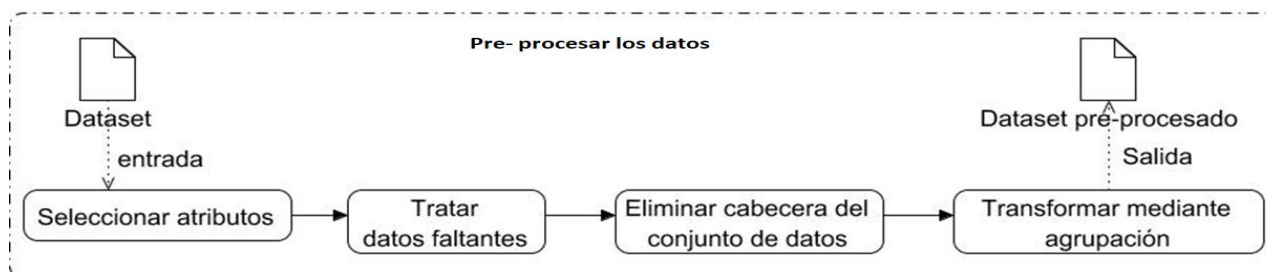 Pre- procesar los datos
Dataset
entrada
Dataset pre-procesado
Salida
Seleccionar atributos
Tratar
datos faltantes
Eliminar cabecera del
conjunto de datos
Transformar mediante
agrupación